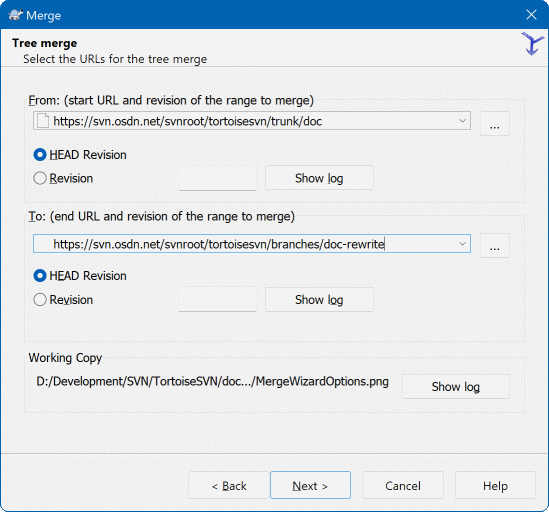 Merge
Tree merge
Select the URLs for the tree merge
From: (start URL and revision of the range to merge)
https://svn.osdn.net/svnroot/tortoisesvn/trunk/doc
...
HEAD Revision
Revision
Show log
To: (end URL and revision of the range to merge)
https://svn.osdn.net/svnroot/tortoisesvn/branches/doc-rewrite
...
HEAD Revision
Revision
Show log
Working Copy
D:/Development/SVN/TortoiseSVN/doc.../MergeWizardOptions.png
Show log
< Back
Next >
Cancel
Help